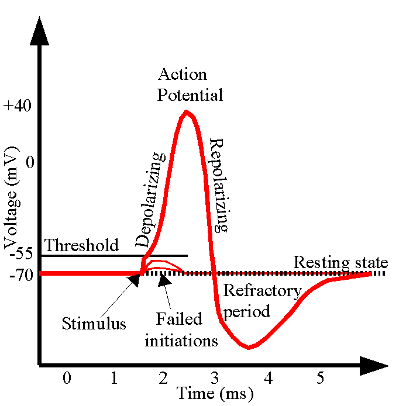 Action
Potential
+40
0
-55
-70
Voltage (mV)
Depolarizing
Repolarizing
Threshold
Resting state
Stimulus
Failed
initiations
Refractory
period
0 1 2 3 4 5
Time (ms)